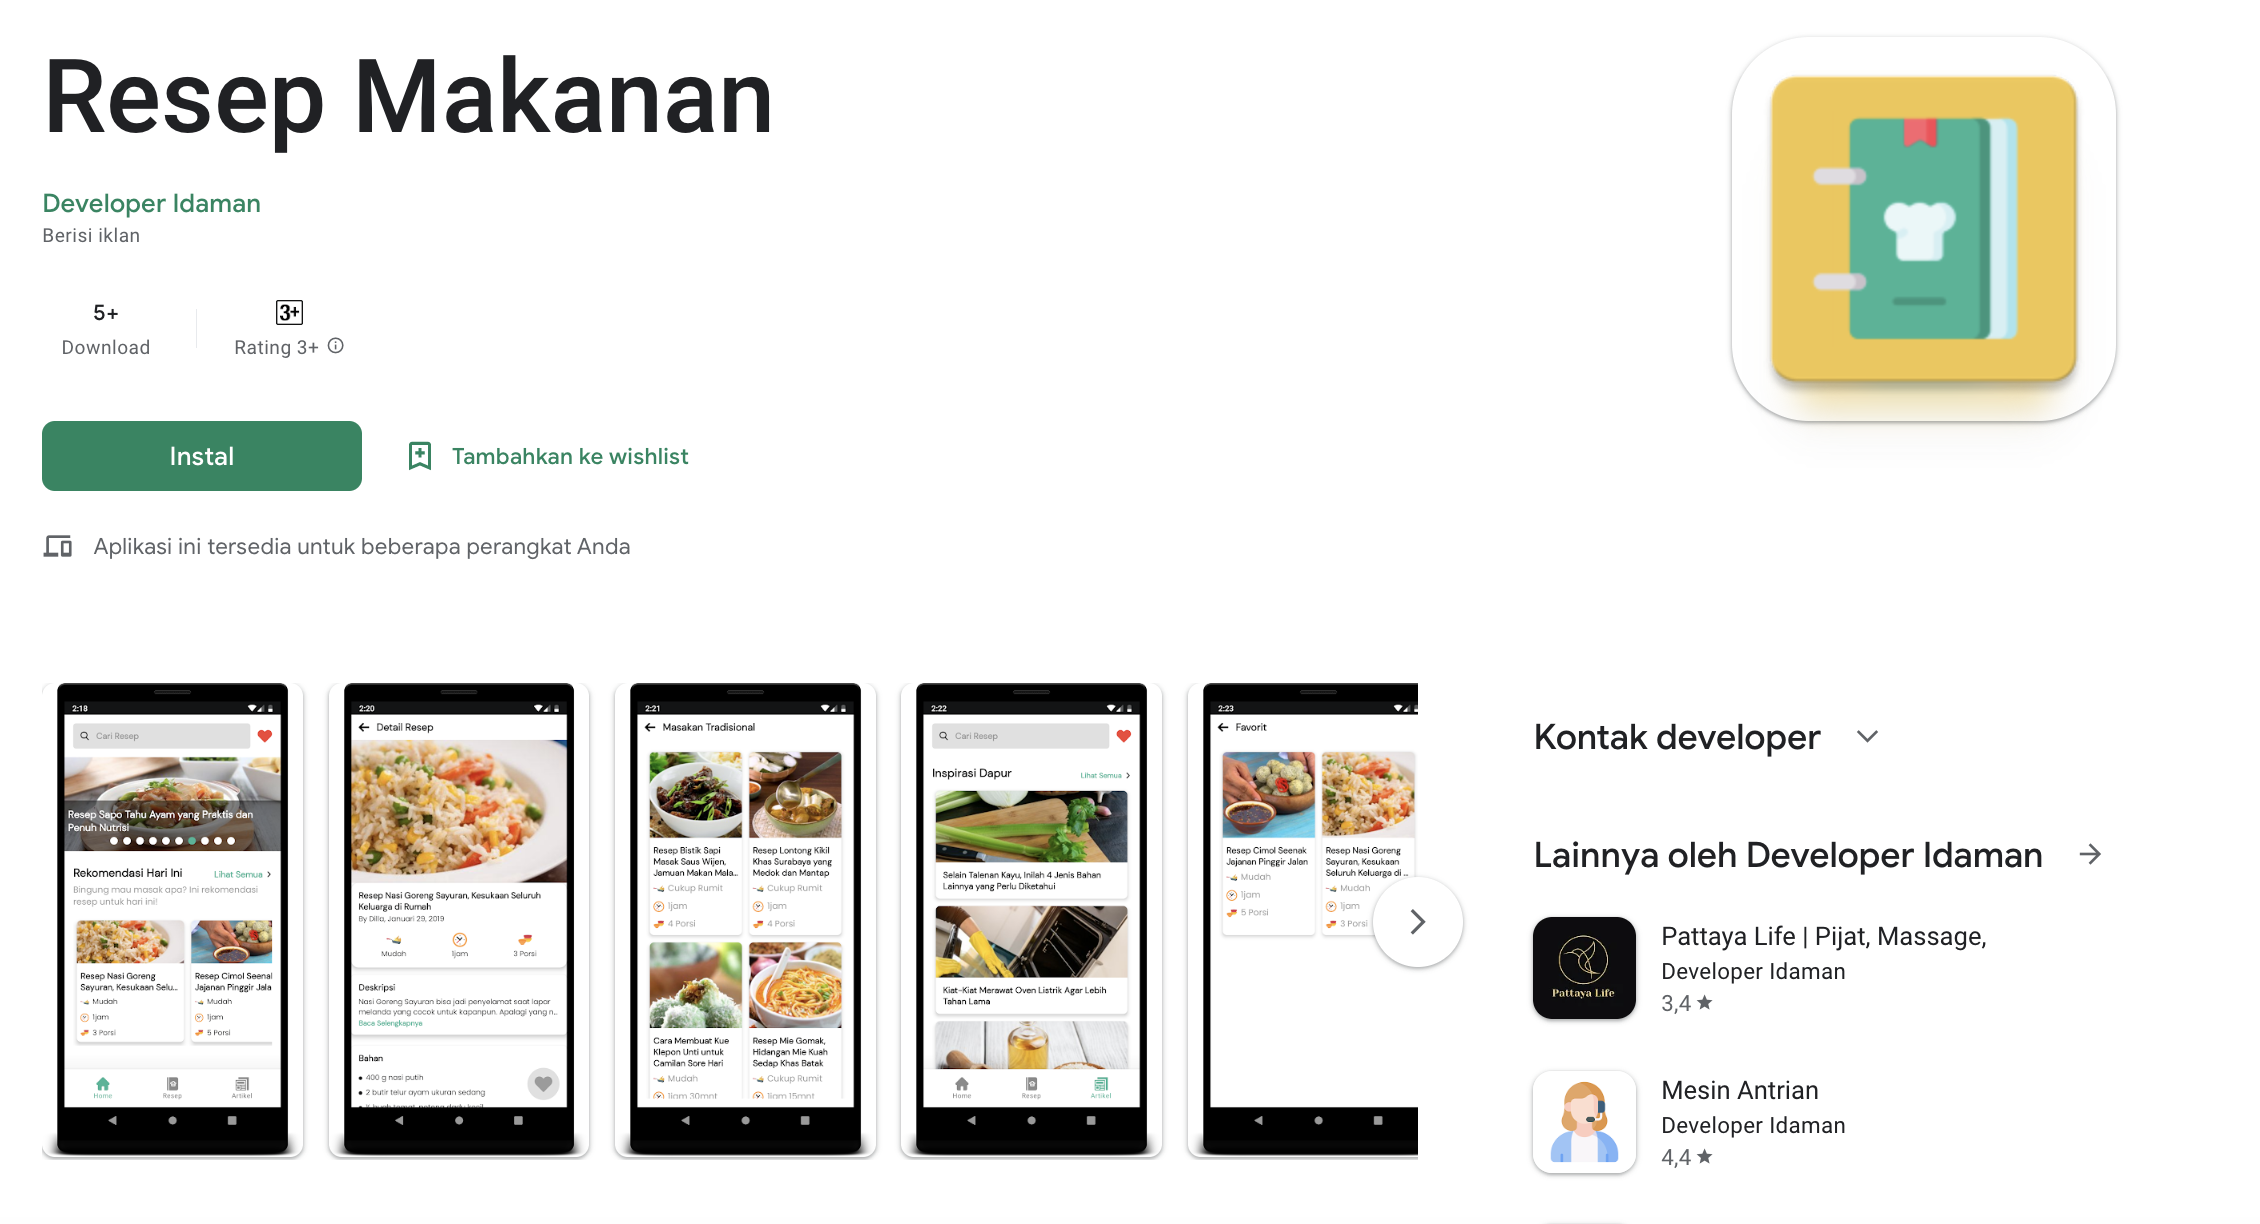 Resep Makanan
Developer Idaman
Berisi iklan
5+
Download
3+
Rating 3+
Instal
Tambahkan ke wishlist
Aplikasi ini tersedia untuk beberapa perangkat Anda
2:18
Cari Resep
Resep Sapo Tahu Ayam yang Praktis dan
Penuh Nutrisi
Rekomendasi Hari Ini
Lihat Semua
Bingung mau masak apa? Ini rekomendasi
resep untuk hari ini!
Resep Nasi Goreng
Sayuran, Kesukaan Selu...
Mudah
1jam
3 Porsi
Resep Cimol Seenal
Jajanan Pinggir Jala
Mudah
1jam
5 Porsi
Home
Resep
Artikel
2:20
Detail Resep
Resep Nasi Goreng Sayuran, Kesukaan Seluruh
Keluarga di Rumah
By Dilla, Januari 29, 2019
Mudah
1jam
3 Porsi
Deskripsi
Nasi Goreng Sayuran bisa jadi penyelamat saat lapar
melanda yang cocok untuk kapanpun. Apalagi yang n...
Baca Selengkapnya
Bahan
400 g nasi putih
2 butir telur ayam ukuran sedang
2:21
Masakan Tradisional
Resep Bistik Sapi
Masak Saus Wijen,
Jamuan Makan Mala...
Cukup Rumit
1jam
4 Porsi
Resep Lontong Kikil
Khas Surabaya yang
Medok dan Mantap
Cukup Rumit
1jam
4 Porsi
Cara Membuat Kue
Klepon Unti untuk
Camilan Sore Hari
Mudah
1jam 30mnt
Resep Mie Gomak,
Hidangan Mie Kuah
Sedap Khas Batak
Cukup Rumit
1jam 15mnt
2:22
Cari Resep
Inspirasi Dapur
Lihat Semua
Selain Talenan Kayu, Inilah 4 Jenis Bahan
Lainnya yang Perlu Diketahui
Kiat-Kiat Merawat Oven Listrik Agar Lebih
Tahan Lama
Home
Resep
Artikel
2:23
Favorit
Resep Cimol Seenak
Jajanan Pinggir Jalan
Mudah
1jam
5 Porsi
Resep Nasi Goreng
Sayuran, Kesukaan
Seluruh Keluarga di ...
Mudah
1jam
3 Porsi
Kontak developer
Lainnya oleh Developer Idaman
Pattaya Life
Pattaya Life | Pijat, Massage,
Developer Idaman
3,4
Mesin Antrian
Developer Idaman
4,4